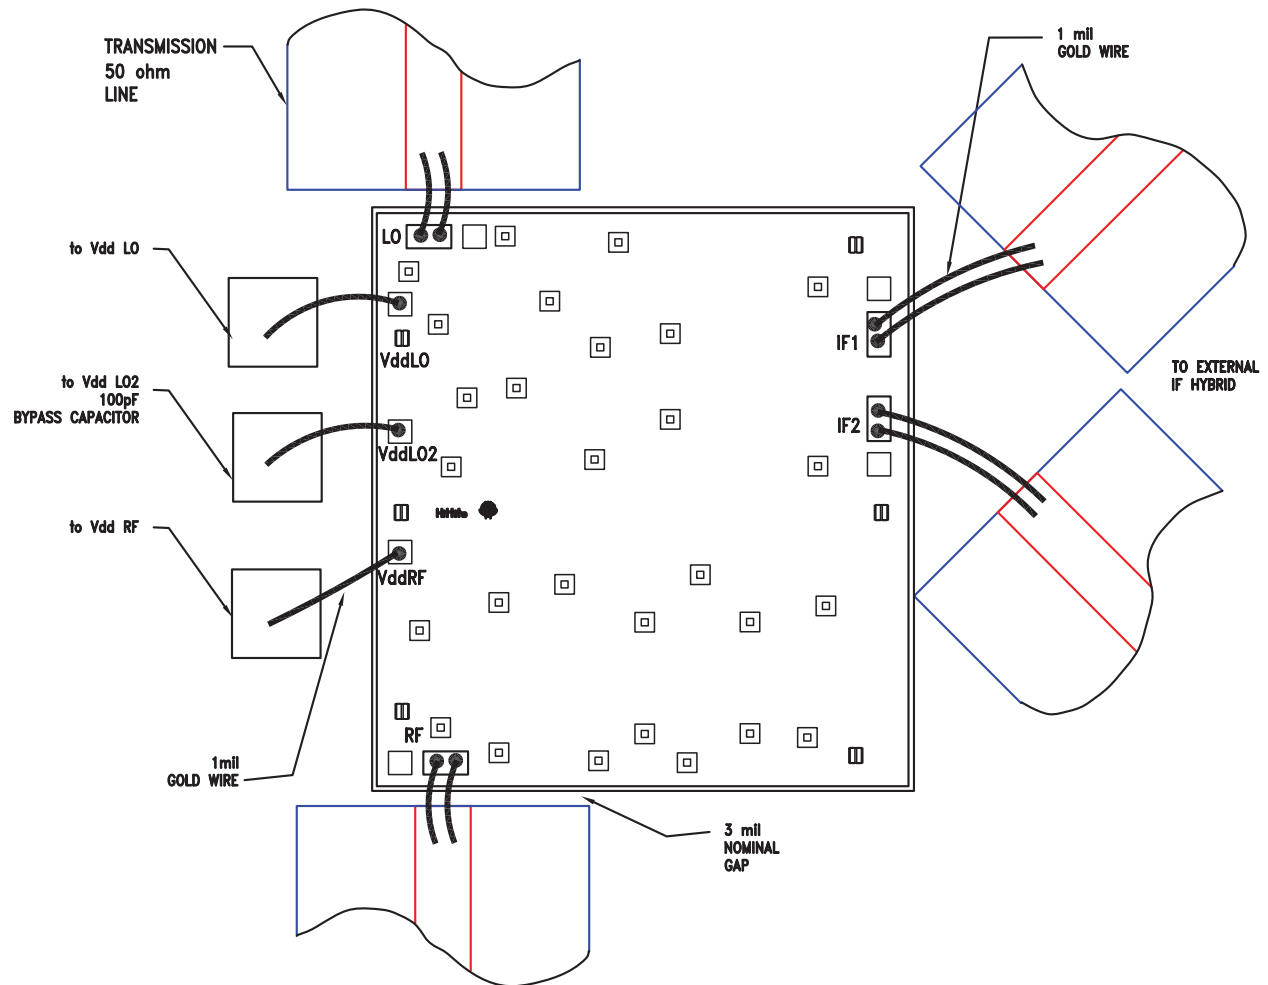 TRANSMISSION
50 ohm
LINE
1 mil
GOLD WIRE
LO
to Vdd LO
VddLO
IF1
TO EXTERNAL
IF HYBRID
to Vdd LO2
100pF
BYPASS CAPACITOR
IF2
VddLO2
to Vdd RF
VddRF
RF
1mil
GOLD WIRE
3 mil
NOMINAL
GAP